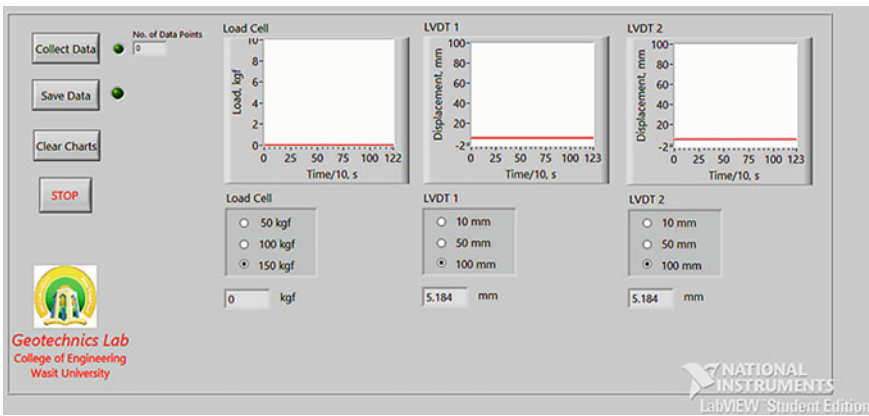 Collect Data
No. of Data Points
0
Save Data
Clear Charts
STOP
Load Cell
Load, kgf
10
8
6
4
2
0
0 25 50 75 100 122
Time/10, s
LVDT 1
Displacement, mm
100
80
60
40
20
-2
0 25 50 75 100 123
Time/10, s
LVDT 2
Displacement, mm
100
80
60
40
20
-2
0 25 50 75 100 123
Time/10, s
Load Cell
50 kgf
100 kgf
150 kgf
0 kgf
LVDT 1
10 mm
50 mm
100 mm
5.184 mm
LVDT 2
10 mm
50 mm
100 mm
5.184 mm
Geotechnics Lab
College of Engineering
Wasit University
NATIONAL
INSTRUMENTS
LabVIEW Student Edition